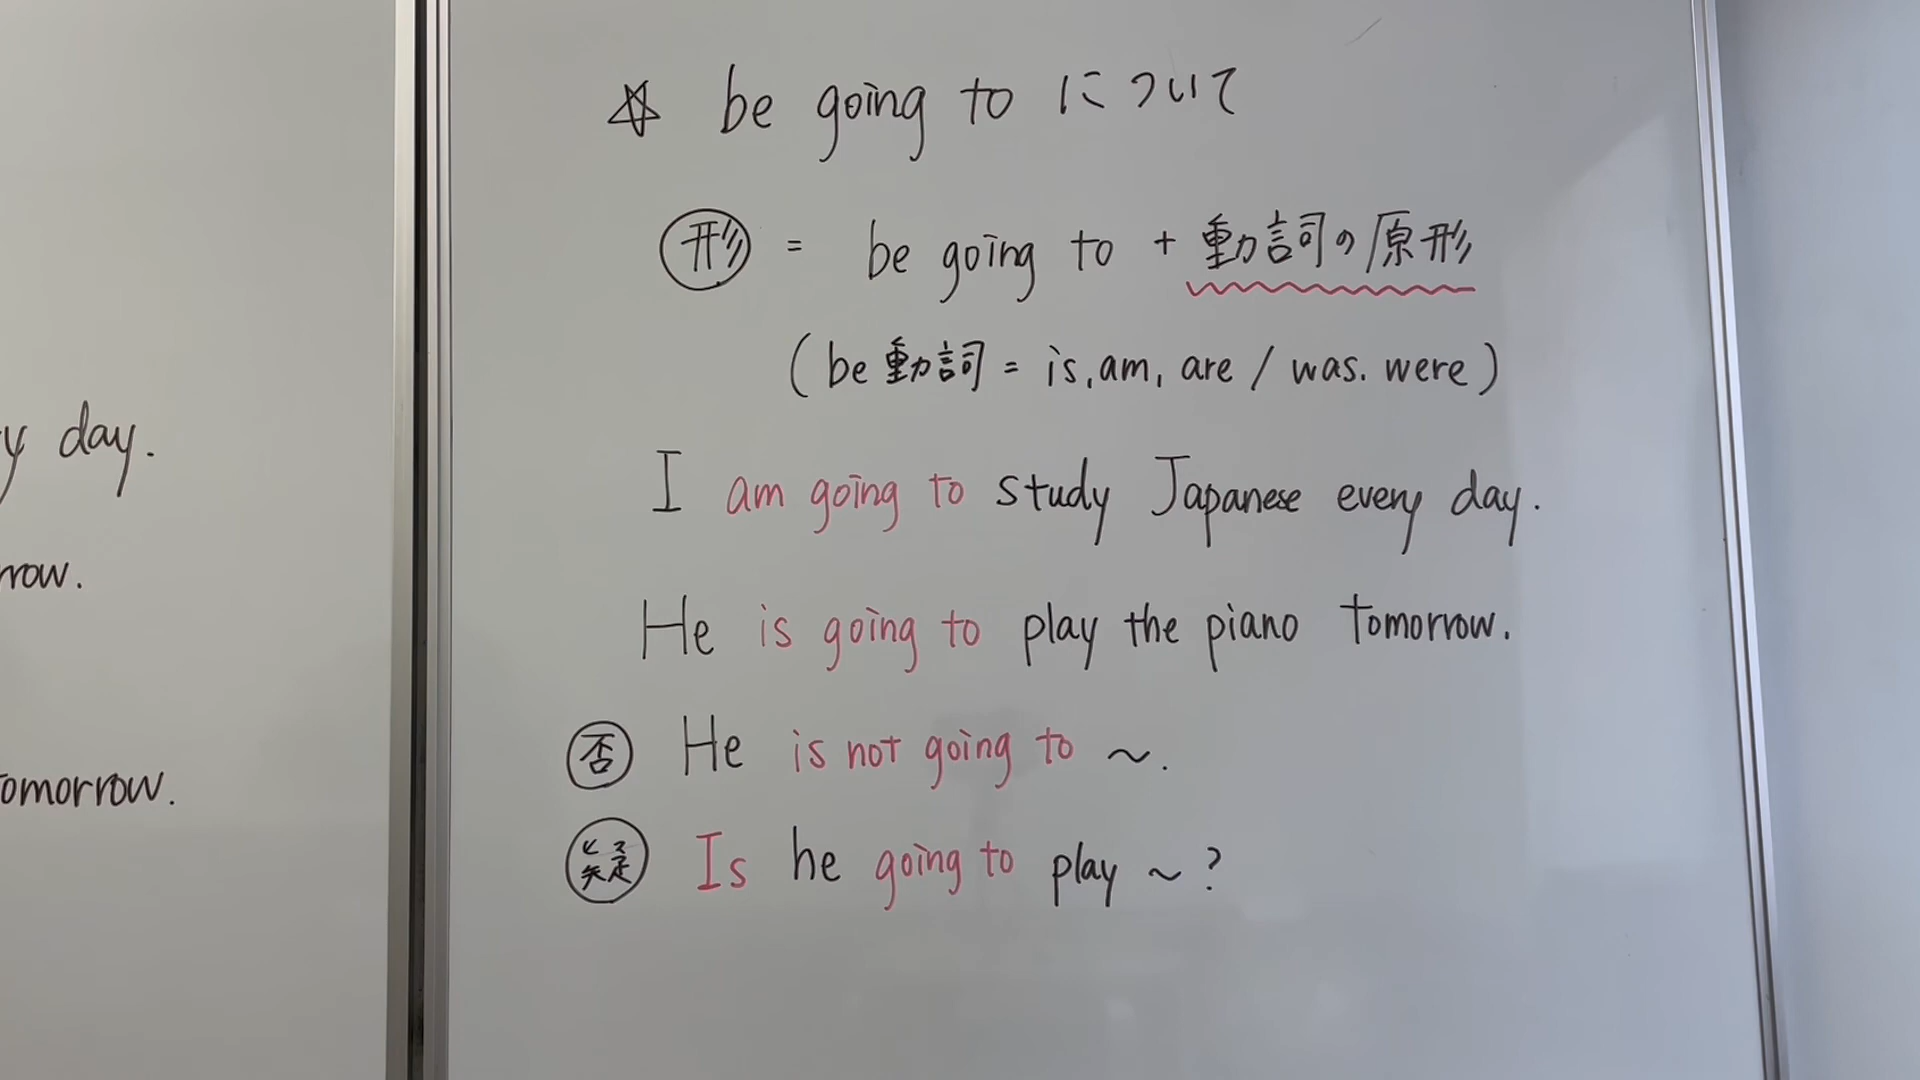 y day.
rrow.
omorrow.
☆ be going to について
形 = be going to + 動詞の原形
(be動詞 = is, am, are / was. were)
I am going to study Japanese every day.
He is going to play the piano tomorrow.
否 He is not going to ~.
疑 Is he going to play ~?